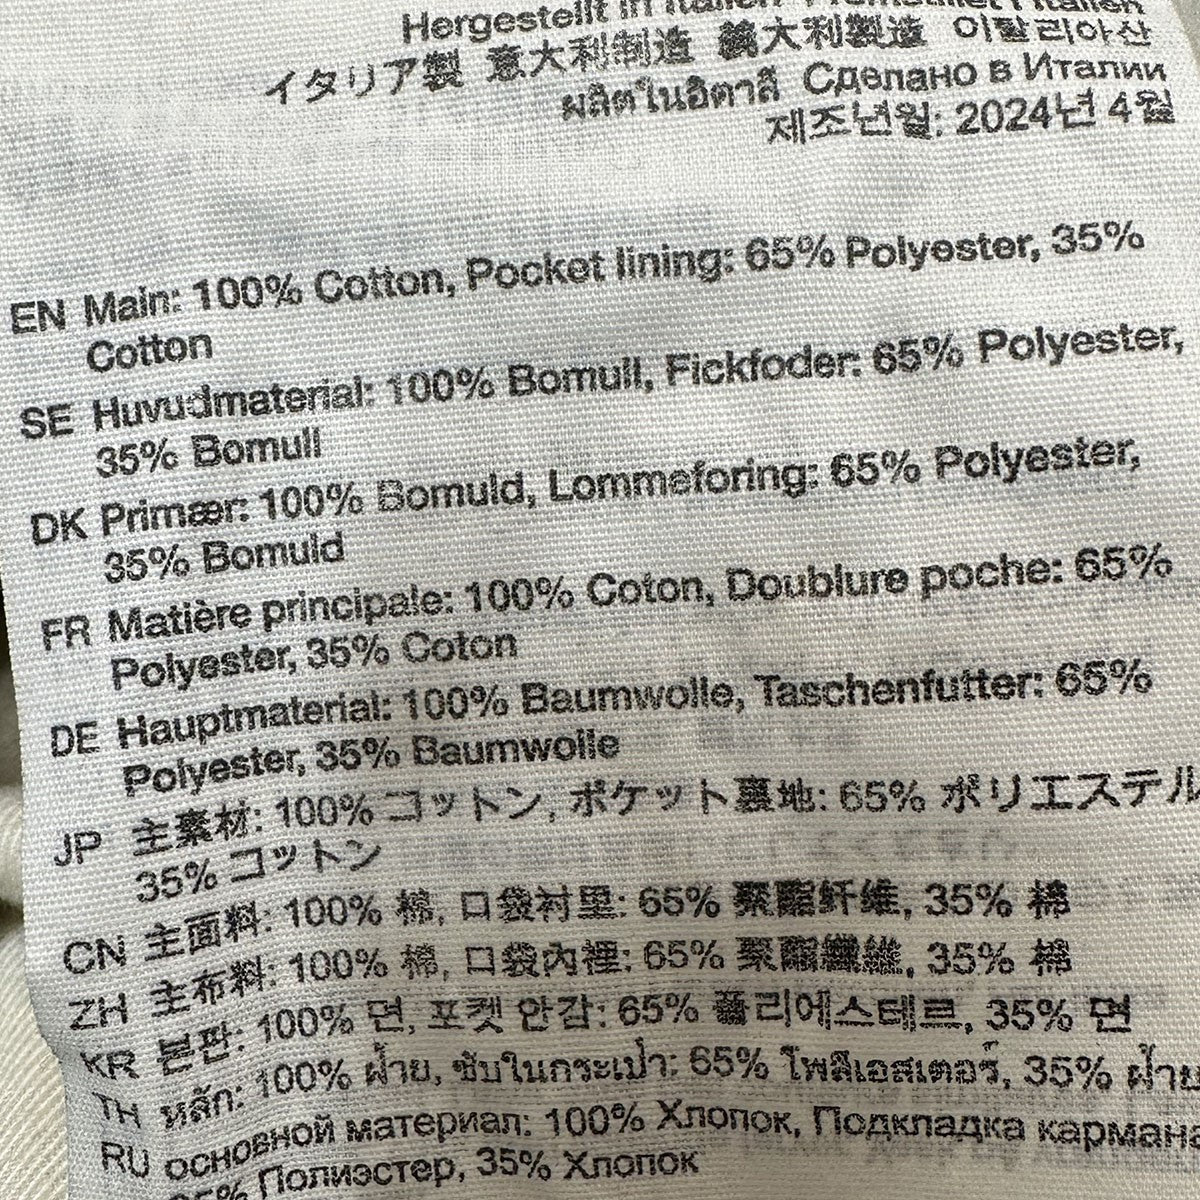 Hergestellt in Italien Framställt i Italien
イタリア製 意大利制造 義大利製造 이탈리아산
ผลิตในอิตาลี Сделано в Италии
제조년월: 2024년 4월
EN Main: 100% Cotton, Pocket lining: 65% Polyester, 35%
Cotton
SE Huvudmaterial: 100% Bomull, Fickfoder: 65% Polyester,
35% Bomull
DK Primær: 100% Bomuld, Lommeforing: 65% Polyester,
35% Bomuld
FR Matière principale: 100% Coton, Doublure poche: 65%
Polyester, 35% Coton
DE Hauptmaterial: 100% Baumwolle, Taschenfutter: 65%
Polyester, 35% Baumwolle
JP 主素材: 100% コットン, ポケット裏地: 65% ポリエステル
35% コットン
CN 主面料: 100% 棉, 口袋衬里: 65% 聚酯纤维, 35% 棉
ZH 主布料: 100% 棉, 口袋內裡: 65% 聚酯纖維, 35% 棉
KR 본판: 100% 면, 포켓 안감: 65% 폴리에스테르, 35% 면
TH หลัก: 100% ฝ้าย, ซับในกระเป๋า: 65% โพลีเอสเตอร์, 35% ฝ้าย
RU основной материал: 100% Хлопок, Подкладка кармана
65% Полиэстер, 35% Хлопок